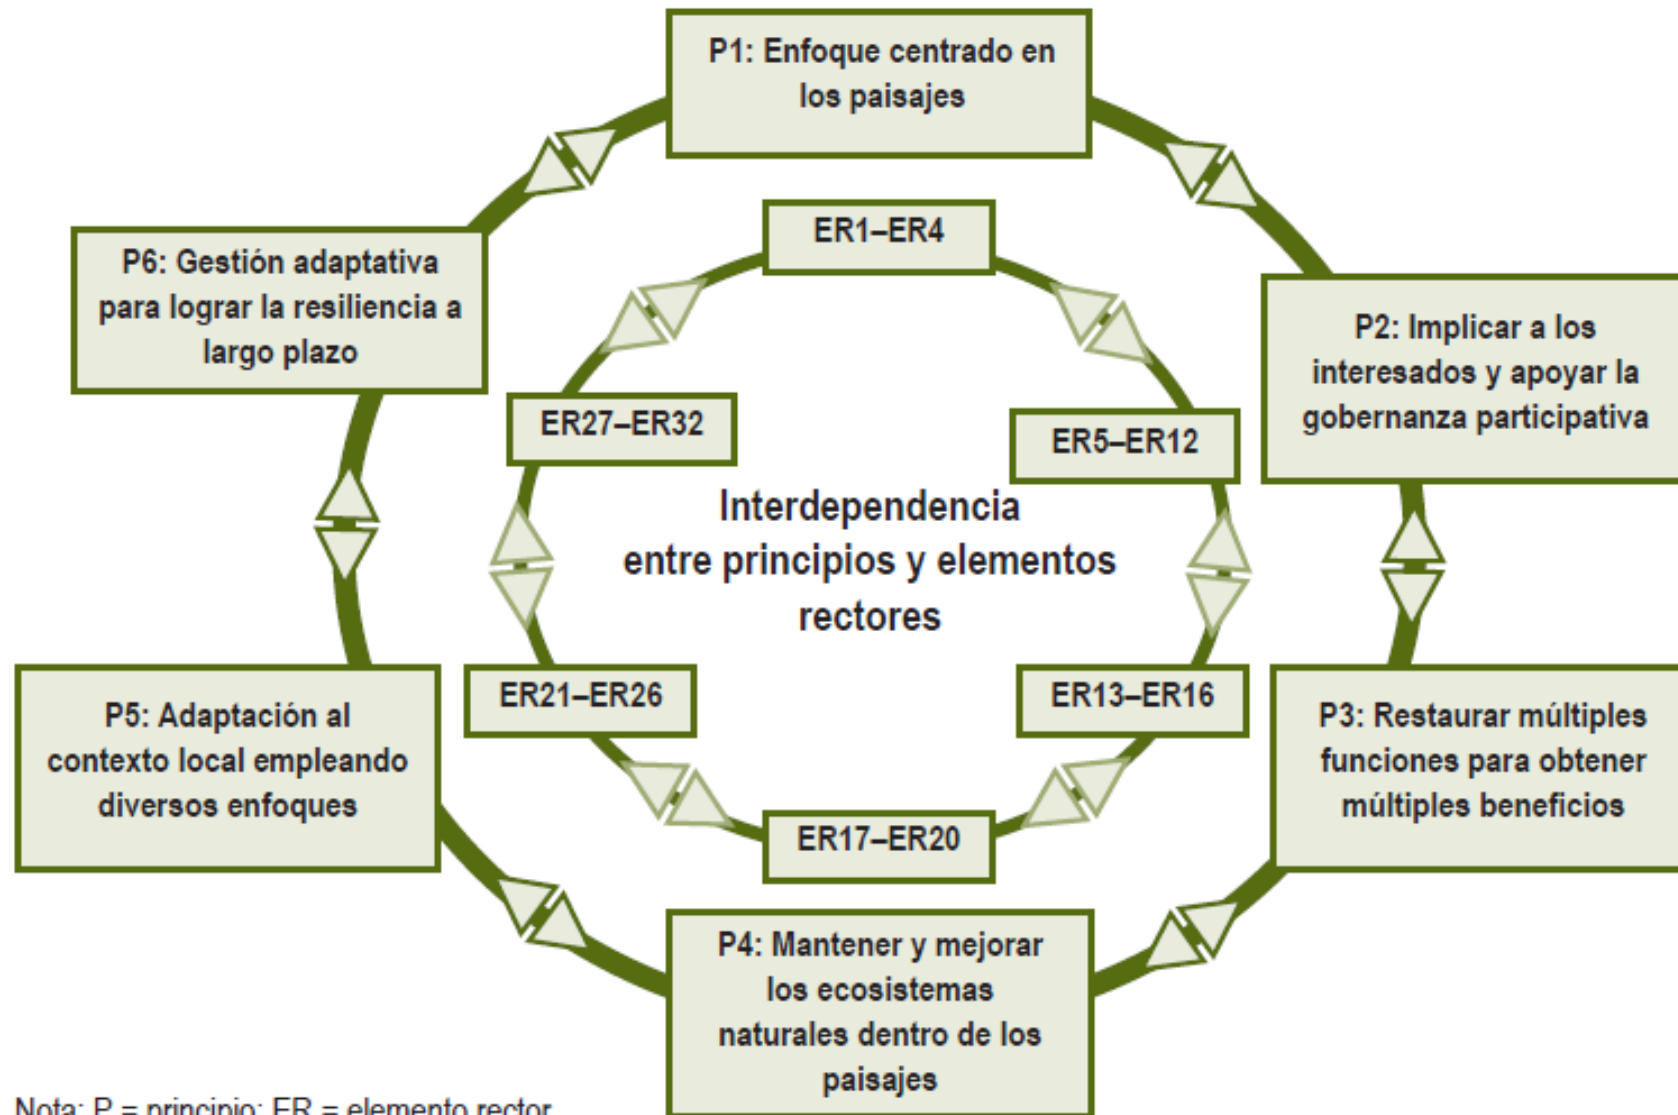 P1: Enfoque centrado en
los paisajes
ER1–ER4
P6: Gestión adaptativa
para lograr la resiliencia a
largo plazo
P2: Implicar a los
interesados y apoyar la
gobernanza participativa
ER27–ER32
ER5–ER12
Interdependencia
entre principios y elementos
rectores
ER21–ER26
ER13–ER16
P5: Adaptación al
contexto local empleando
diversos enfoques
P3: Restaurar múltiples
funciones para obtener
múltiples beneficios
ER17–ER20
P4: Mantener y mejorar
los ecosistemas
naturales dentro de los
paisajes
Nota: P = principio; ER = elemento rector